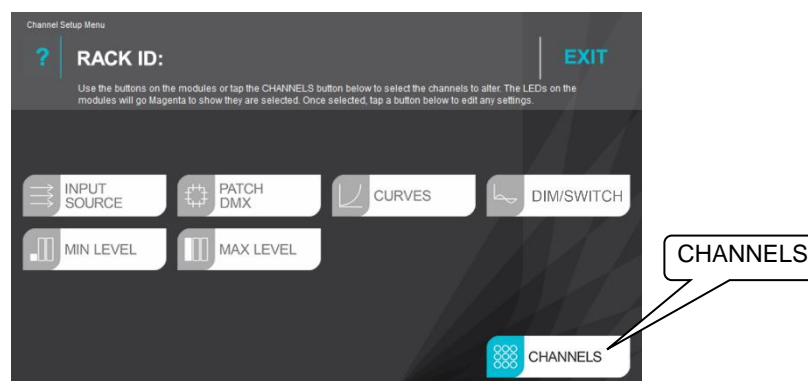 Channel Setup Menu
?
RACK ID:
EXIT
Use the buttons on the modules or tap the CHANNELS button below to select the channels to alter. The LEDs on the
modules will go Magenta to show they are selected. Once selected, tap a button below to edit any settings.
INPUT
SOURCE
PATCH
DMX
CURVES
DIM/SWITCH
MIN LEVEL
MAX LEVEL
CHANNELS
CHANNELS